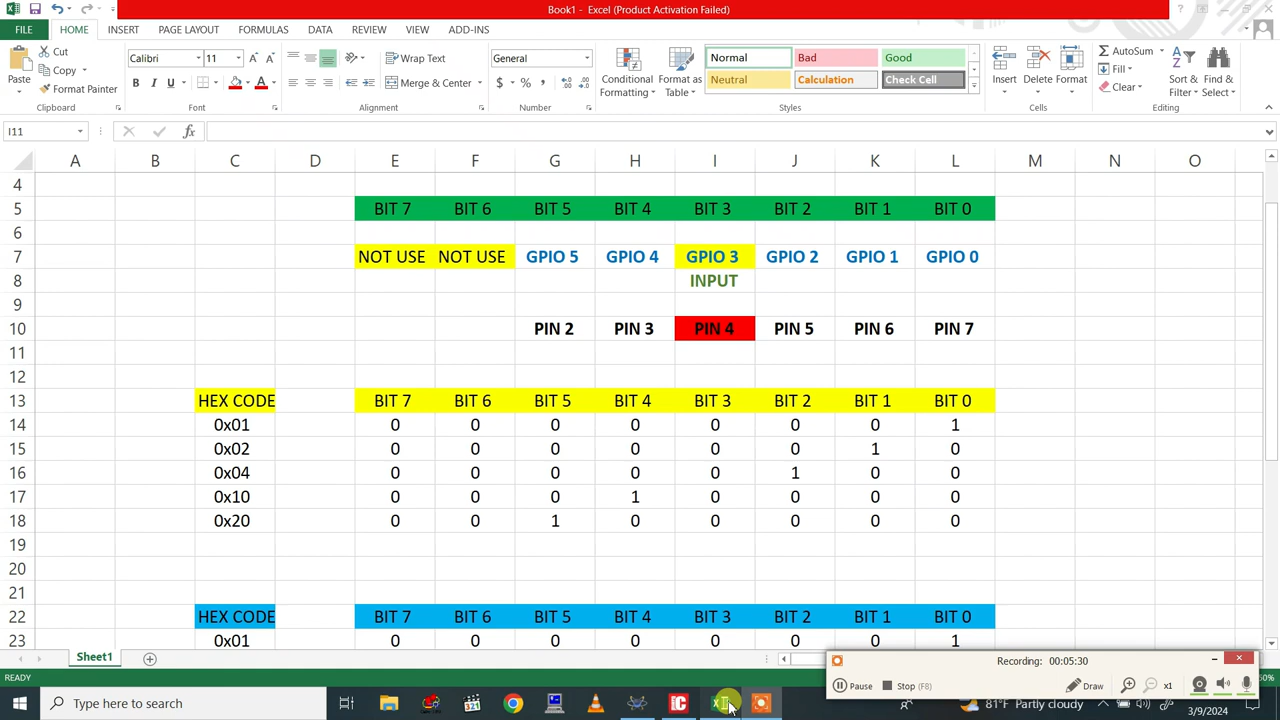 Book1 - Excel (Product Activation Failed)
FILE HOME INSERT PAGE LAYOUT FORMULAS DATA REVIEW VIEW ADD-INS
Paste Cut Copy Format Painter Clipboard
Calibri 11 B I U Font
Wrap Text Merge & Center Alignment
General $ % , Number
Conditional Formatting Format as Table
Normal Bad Good
Neutral Calculation Check Cell
Styles
Insert Delete Format Cells
AutoSum Fill Clear Sort & Filter Find & Select Editing
I11 fx
A B C D E F G H I J K L M N O
4
5 BIT 7 BIT 6 BIT 5 BIT 4 BIT 3 BIT 2 BIT 1 BIT 0
6
7 NOT USE NOT USE GPIO 5 GPIO 4 GPIO 3 GPIO 2 GPIO 1 GPIO 0
8 INPUT
9
10 PIN 2 PIN 3 PIN 4 PIN 5 PIN 6 PIN 7
11
12
13 HEX CODE BIT 7 BIT 6 BIT 5 BIT 4 BIT 3 BIT 2 BIT 1 BIT 0
14 0x01 0 0 0 0 0 0 0 1
15 0x02 0 0 0 0 0 0 1 0
16 0x04 0 0 0 0 0 1 0 0
17 0x10 0 0 0 1 0 0 0 0
18 0x20 0 0 1 0 0 0 0 0
19
20
21
22 HEX CODE BIT 7 BIT 6 BIT 5 BIT 4 BIT 3 BIT 2 BIT 1 BIT 0
23 0x01 0 0 0 0 0 0 0 1
Sheet1
READY
Recording: 00:05:30
Pause Stop (F8) Draw x1
Type here to search
81°F Partly cloudy
3/9/2024